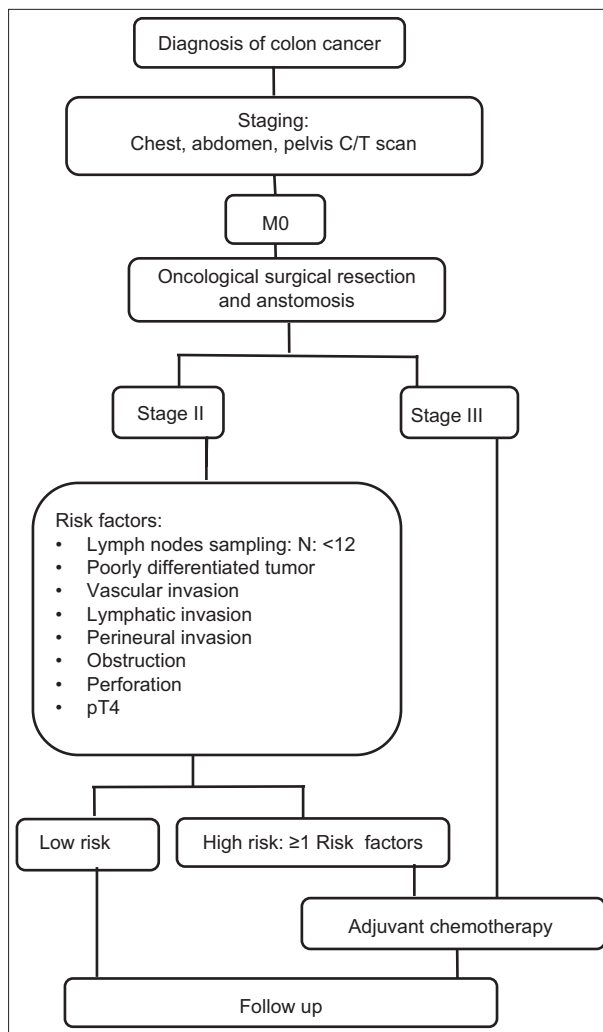 Diagnosis of colon cancer
Staging:
Chest, abdomen, pelvis C/T scan
M0
Oncological surgical resection
and anstomosis
Stage II
Stage III
Risk factors:
• Lymph nodes sampling: N: <12
• Poorly differentiated tumor
• Vascular invasion
• Lymphatic invasion
• Perineural invasion
• Obstruction
• Perforation
• pT4
Low risk
High risk: ≥1 Risk factors
Adjuvant chemotherapy
Follow up